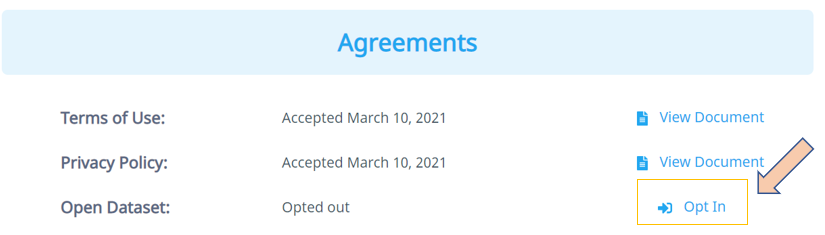 Agreements
Terms of Use: Accepted March 10, 2021 View Document
Privacy Policy: Accepted March 10, 2021 View Document
Open Dataset: Opted out Opt In